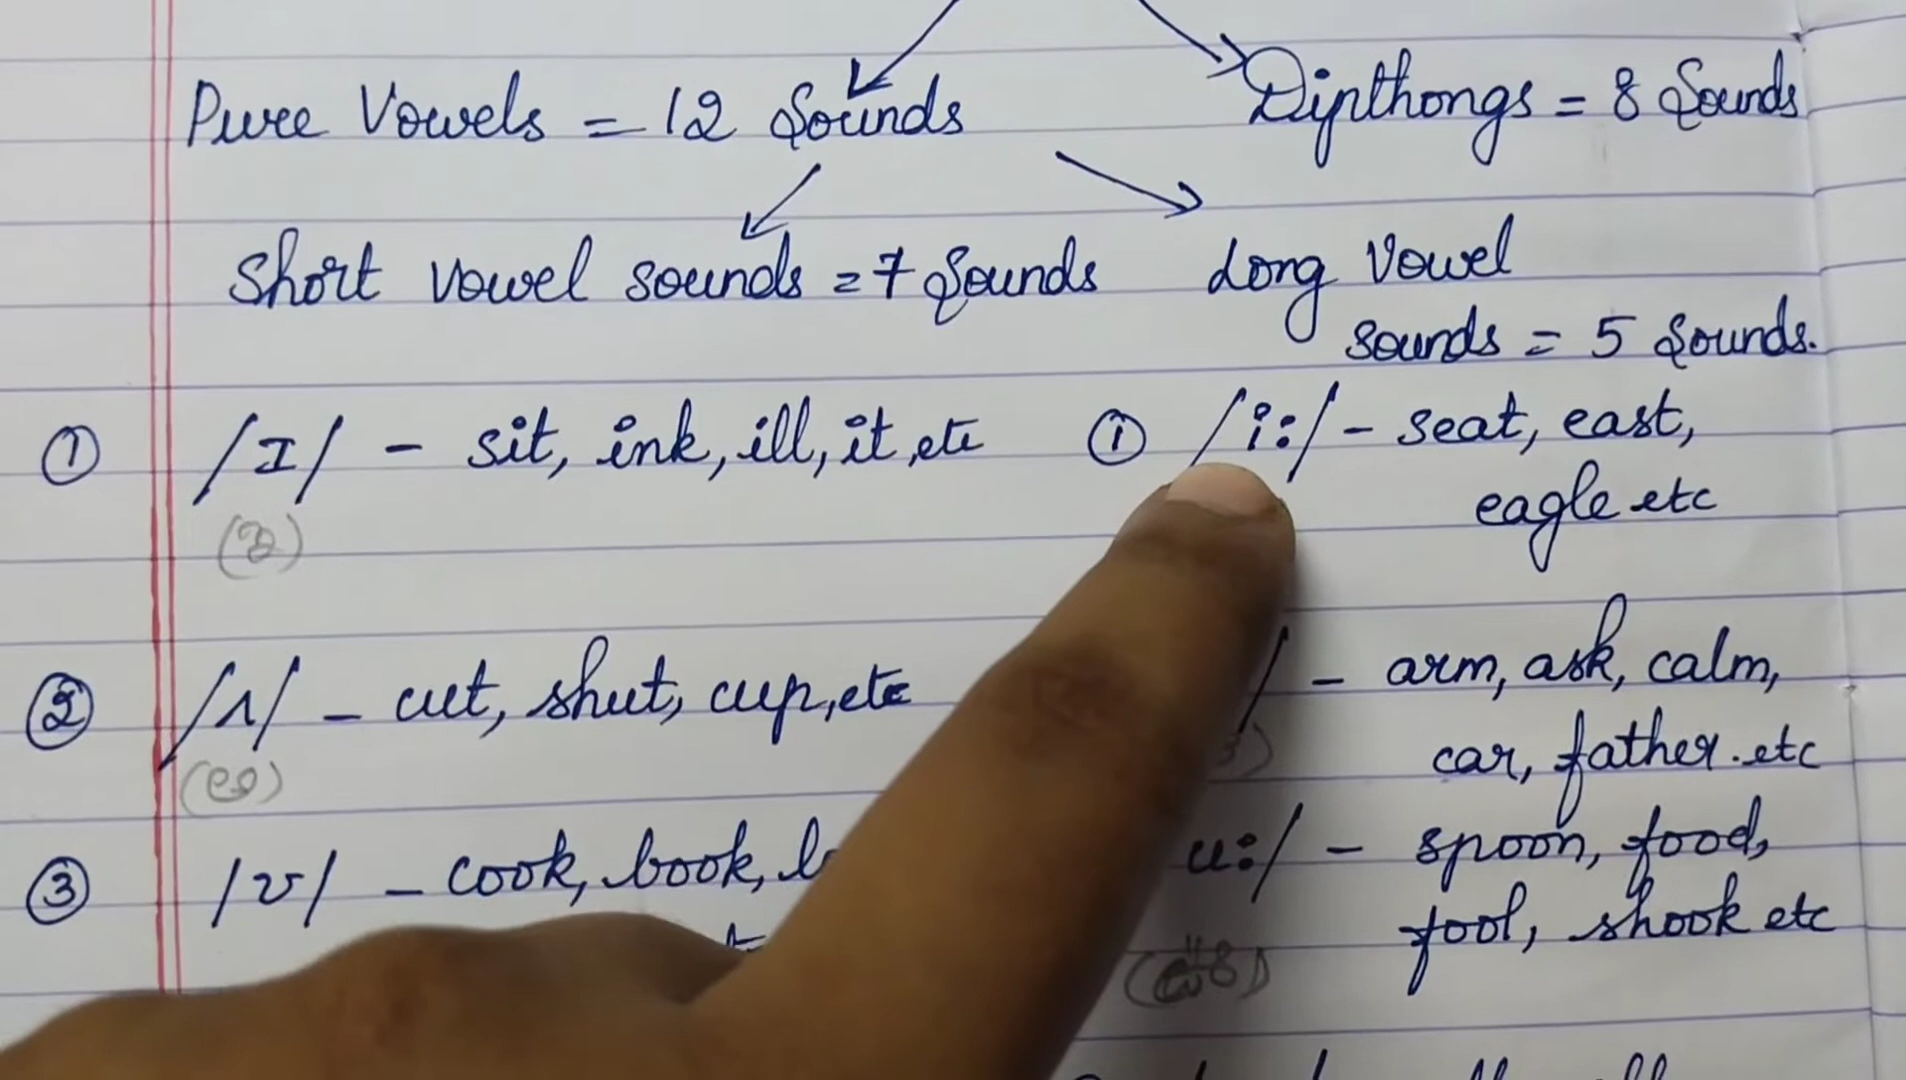 Pure Vowels = 12 Sounds
Dipthongs = 8 Sounds
Short vowel sounds = 7 Sounds
Long Vowel
sounds = 5 Sounds.
① /I/ - sit, ink, ill, it, etc
① /i:/ - seat, east,
eagle etc
② /ʌ/ - cut, shut, cup, etc
/ - arm, ask, calm,
car, father. etc
③ /ʊ/ - cook, book,
u:/ - spoon, food,
fool, shook etc